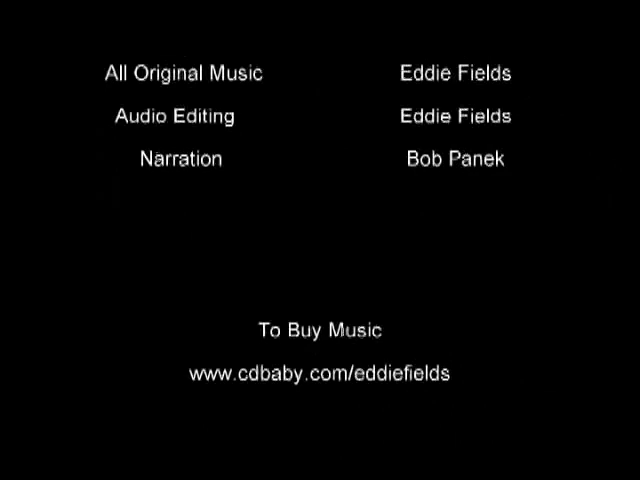 All Original Music Eddie Fields
Audio Editing Eddie Fields
Narration Bob Panek
To Buy Music
www.cdbaby.com/eddiefields